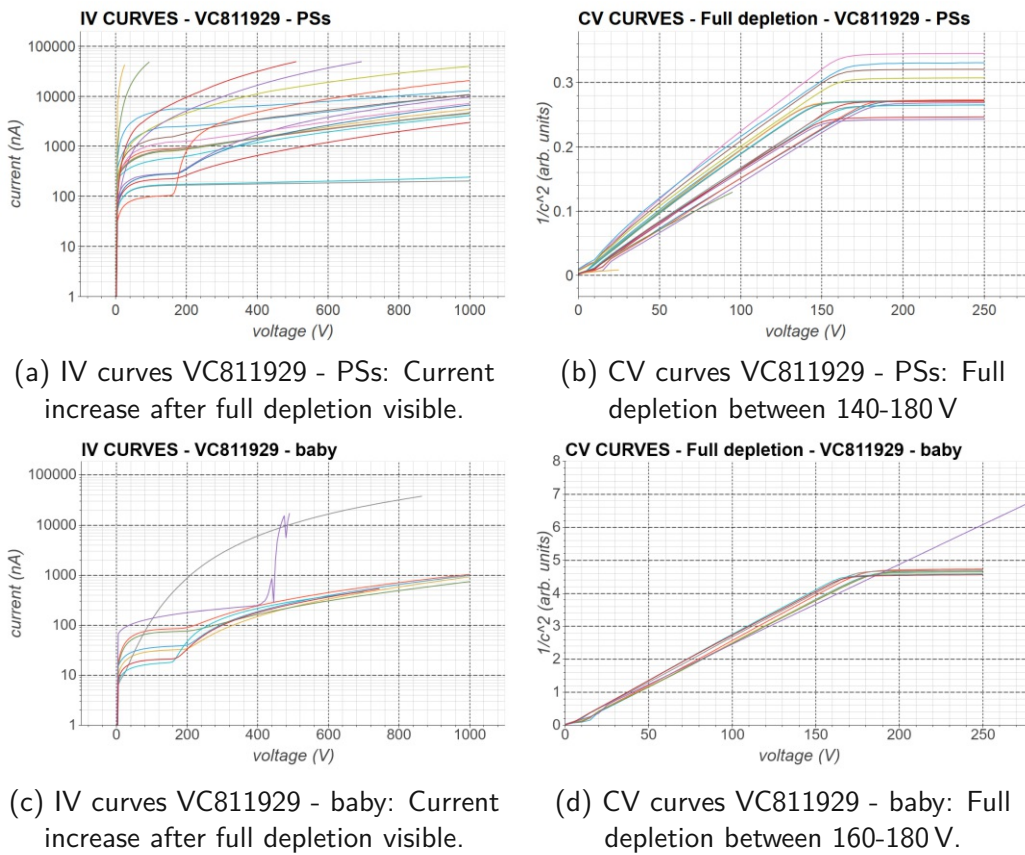 IV CURVES - VC811929 - PSs
100000
10000
1000
100
10
1
current (nA)
0
200
400
600
800
1000
voltage (V)
CV CURVES - Full depletion - VC811929 - PSs
0.3
0.2
0.1
0
1/c^2 (arb. units)
0
50
100
150
200
250
voltage (V)
(a) IV curves VC811929 - PSs: Current
increase after full depletion visible.
(b) CV curves VC811929 - PSs: Full
depletion between 140-180 V
IV CURVES - VC811929 - baby
100000
10000
1000
100
10
1
current (nA)
0
200
400
600
800
1000
voltage (V)
CV CURVES - Full depletion - VC811929 - baby
8
7
6
5
4
3
2
1
0
1/c^2 (arb. units)
0
50
100
150
200
250
voltage (V)
(c) IV curves VC811929 - baby: Current
increase after full depletion visible.
(d) CV curves VC811929 - baby: Full
depletion between 160-180 V.